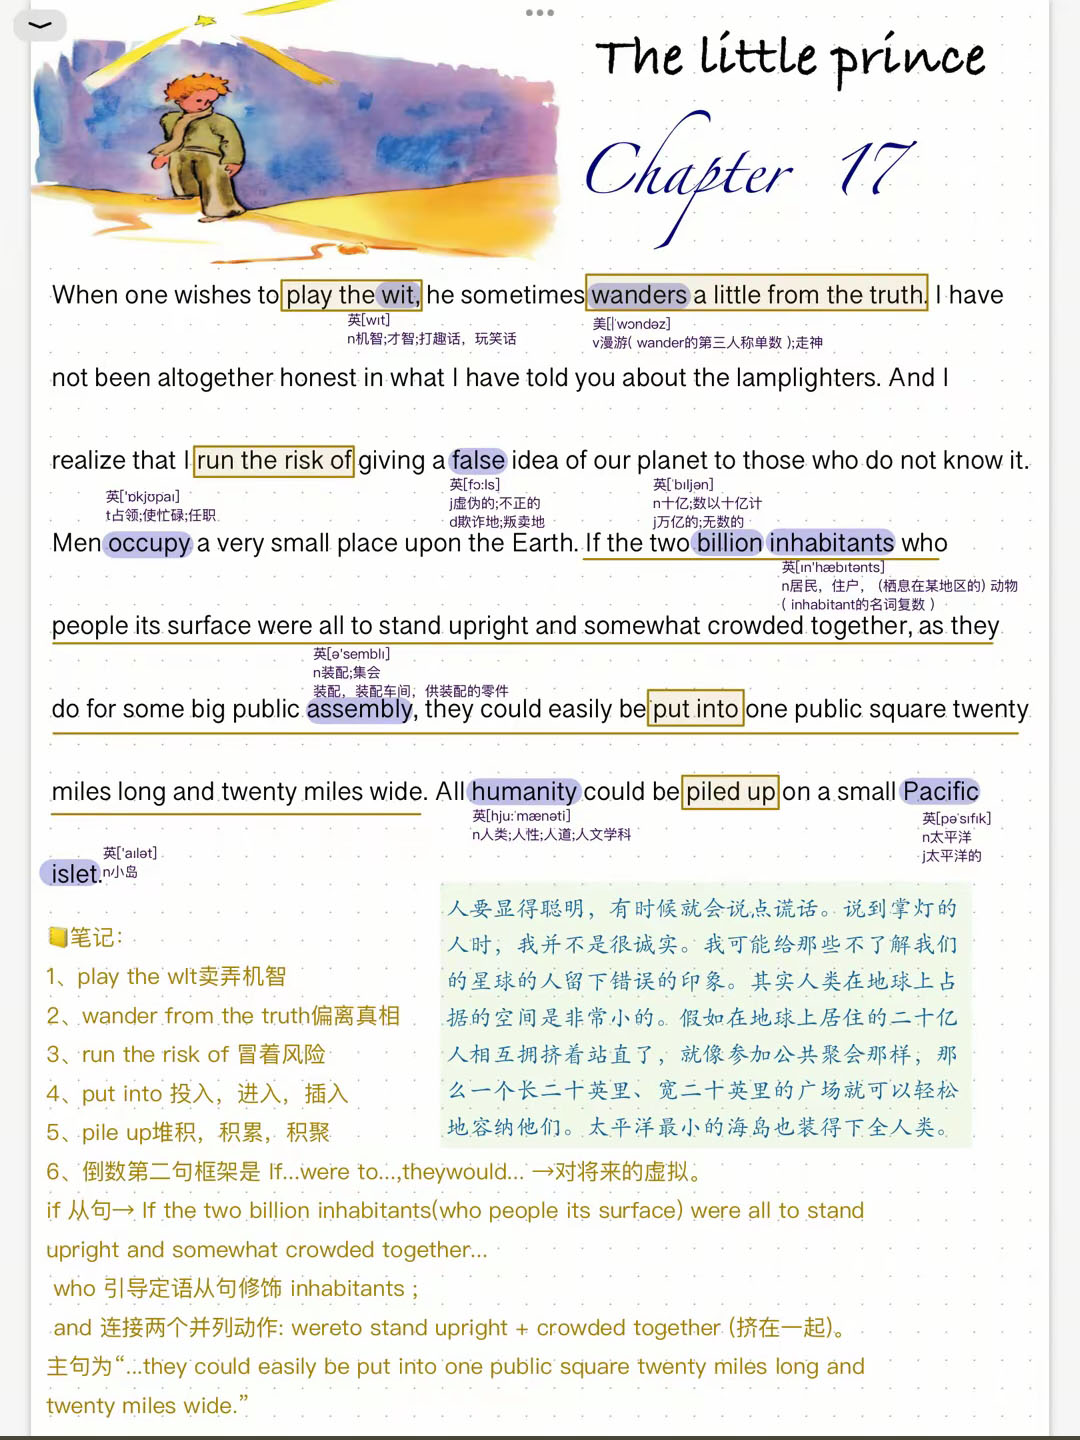 The little prince
Chapter 17
When one wishes to play the wit, he sometimes wanders a little from the truth. I have
英[wɪt]
n机智;才智;打趣话，玩笑话
美[|ˈwɒndəz]
v漫游( wander的第三人称单数 );走神
not been altogether honest in what I have told you about the lamplighters. And I
realize that I run the risk of giving a false idea of our planet to those who do not know it.
英['ɒkjʊpaɪ]
t占领;使忙碌;任职
英[fɔːls]
j虚伪的;不正的
d欺诈地;叛卖地
英[ˈbɪljən]
n十亿;数以十亿计
j万亿的;无数的
Men occupy a very small place upon the Earth. If the two billion inhabitants who
英[ɪn'hæbɪtənts]
n居民，住户，（栖息在某地区的）动物
( inhabitant的名词复数 )
people its surface were all to stand upright and somewhat crowded together, as they
英[ə'semblɪ]
n装配;集会
装配，装配车间，供装配的零件
do for some big public assembly, they could easily be put into one public square twenty
miles long and twenty miles wide. All humanity could be piled up on a small Pacific
英[hjuːˈmænəti]
n人类;人性;人道;人文学科
英[pəˈsɪfɪk]
n太平洋
j太平洋的
islet.
英['aɪlət]
n小岛
人要显得聪明，有时候就会说点谎话。说到掌灯的
人时，我并不是很诚实。我可能给那些不了解我们
的星球的人留下错误的印象。其实人类在地球上占
据的空间是非常小的。假如在地球上居住的二十亿
人相互拥挤着站直了，就像参加公共聚会那样，那
么一个长二十英里、宽二十英里的广场就可以轻松
地容纳他们。太平洋最小的海岛也装得下全人类。
📒笔记：
1、play the wlt卖弄机智
2、wander from the truth偏离真相
3、run the risk of 冒着风险
4、put into 投入，进入，插入
5、pile up堆积，积累，积聚
6、倒数第二句框架是 If...were to...,theywould... →对将来的虚拟。
if 从句→ If the two billion inhabitants(who people its surface) were all to stand
upright and somewhat crowded together...
who 引导定语从句修饰 inhabitants；
and 连接两个并列动作: wereto stand upright + crowded together (挤在一起)。
主句为“...they could easily be put into one public square twenty miles long and
twenty miles wide.”